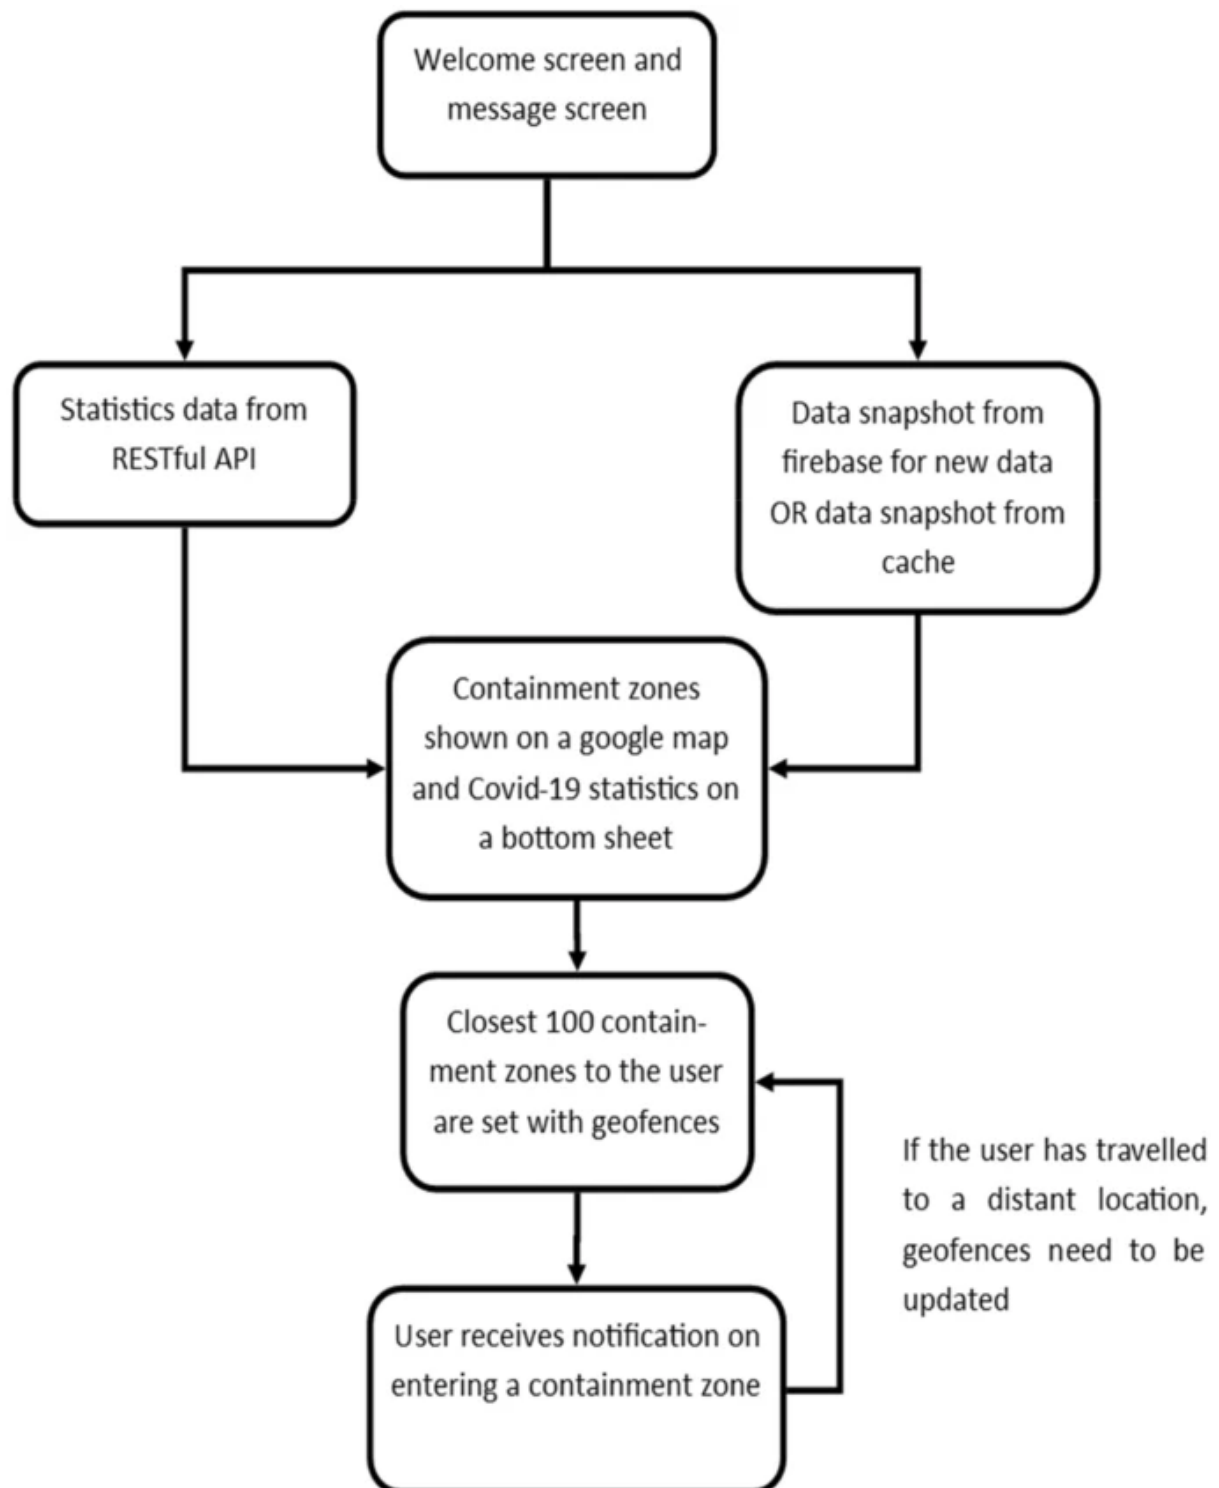 Welcome screen and
message screen
Statistics data from
RESTful API
Data snapshot from
firebase for new data
OR data snapshot from
cache
Containment zones
shown on a google map
and Covid-19 statistics on
a bottom sheet
Closest 100 contain-
ment zones to the user
are set with geofences
If the user has travelled
to a distant location,
geofences need to be
updated
User receives notification on
entering a containment zone